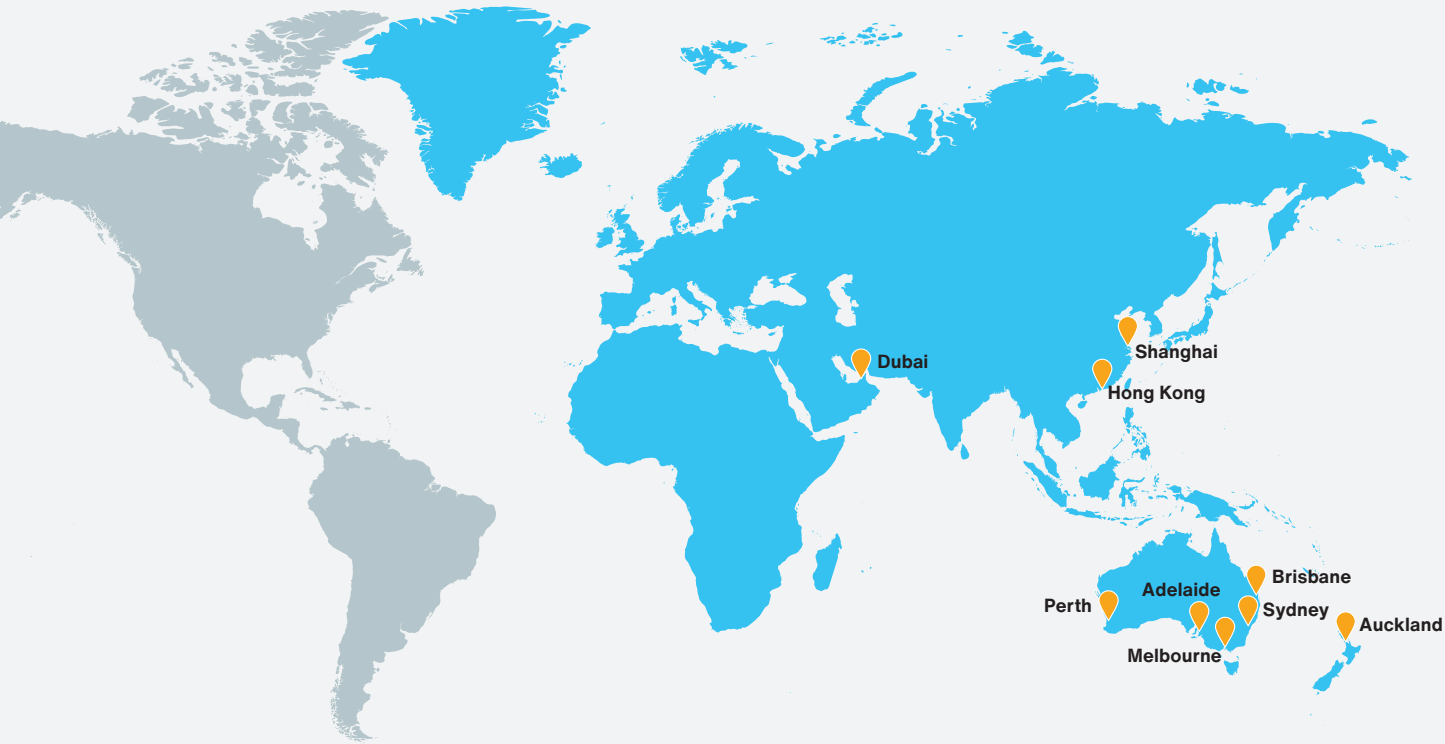 Shanghai
Dubai
Hong Kong
Brisbane
Adelaide
Perth
Sydney
Auckland
Melbourne